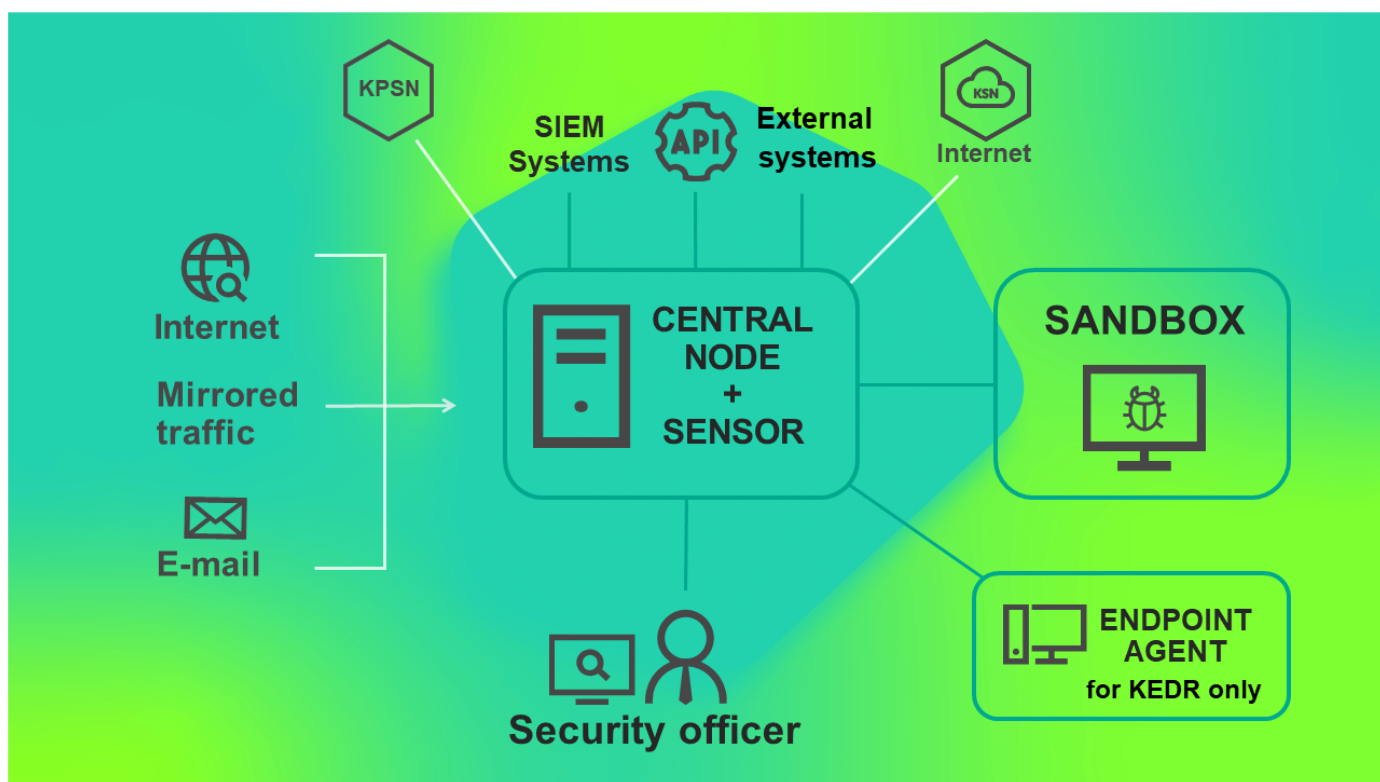 KPSN
SIEM
Systems
API
External
systems
KSN
Internet
Internet
Mirrored
traffic
E-mail
CENTRAL
NODE
+
SENSOR
SANDBOX
ENDPOINT
AGENT
for KEDR only
Security officer